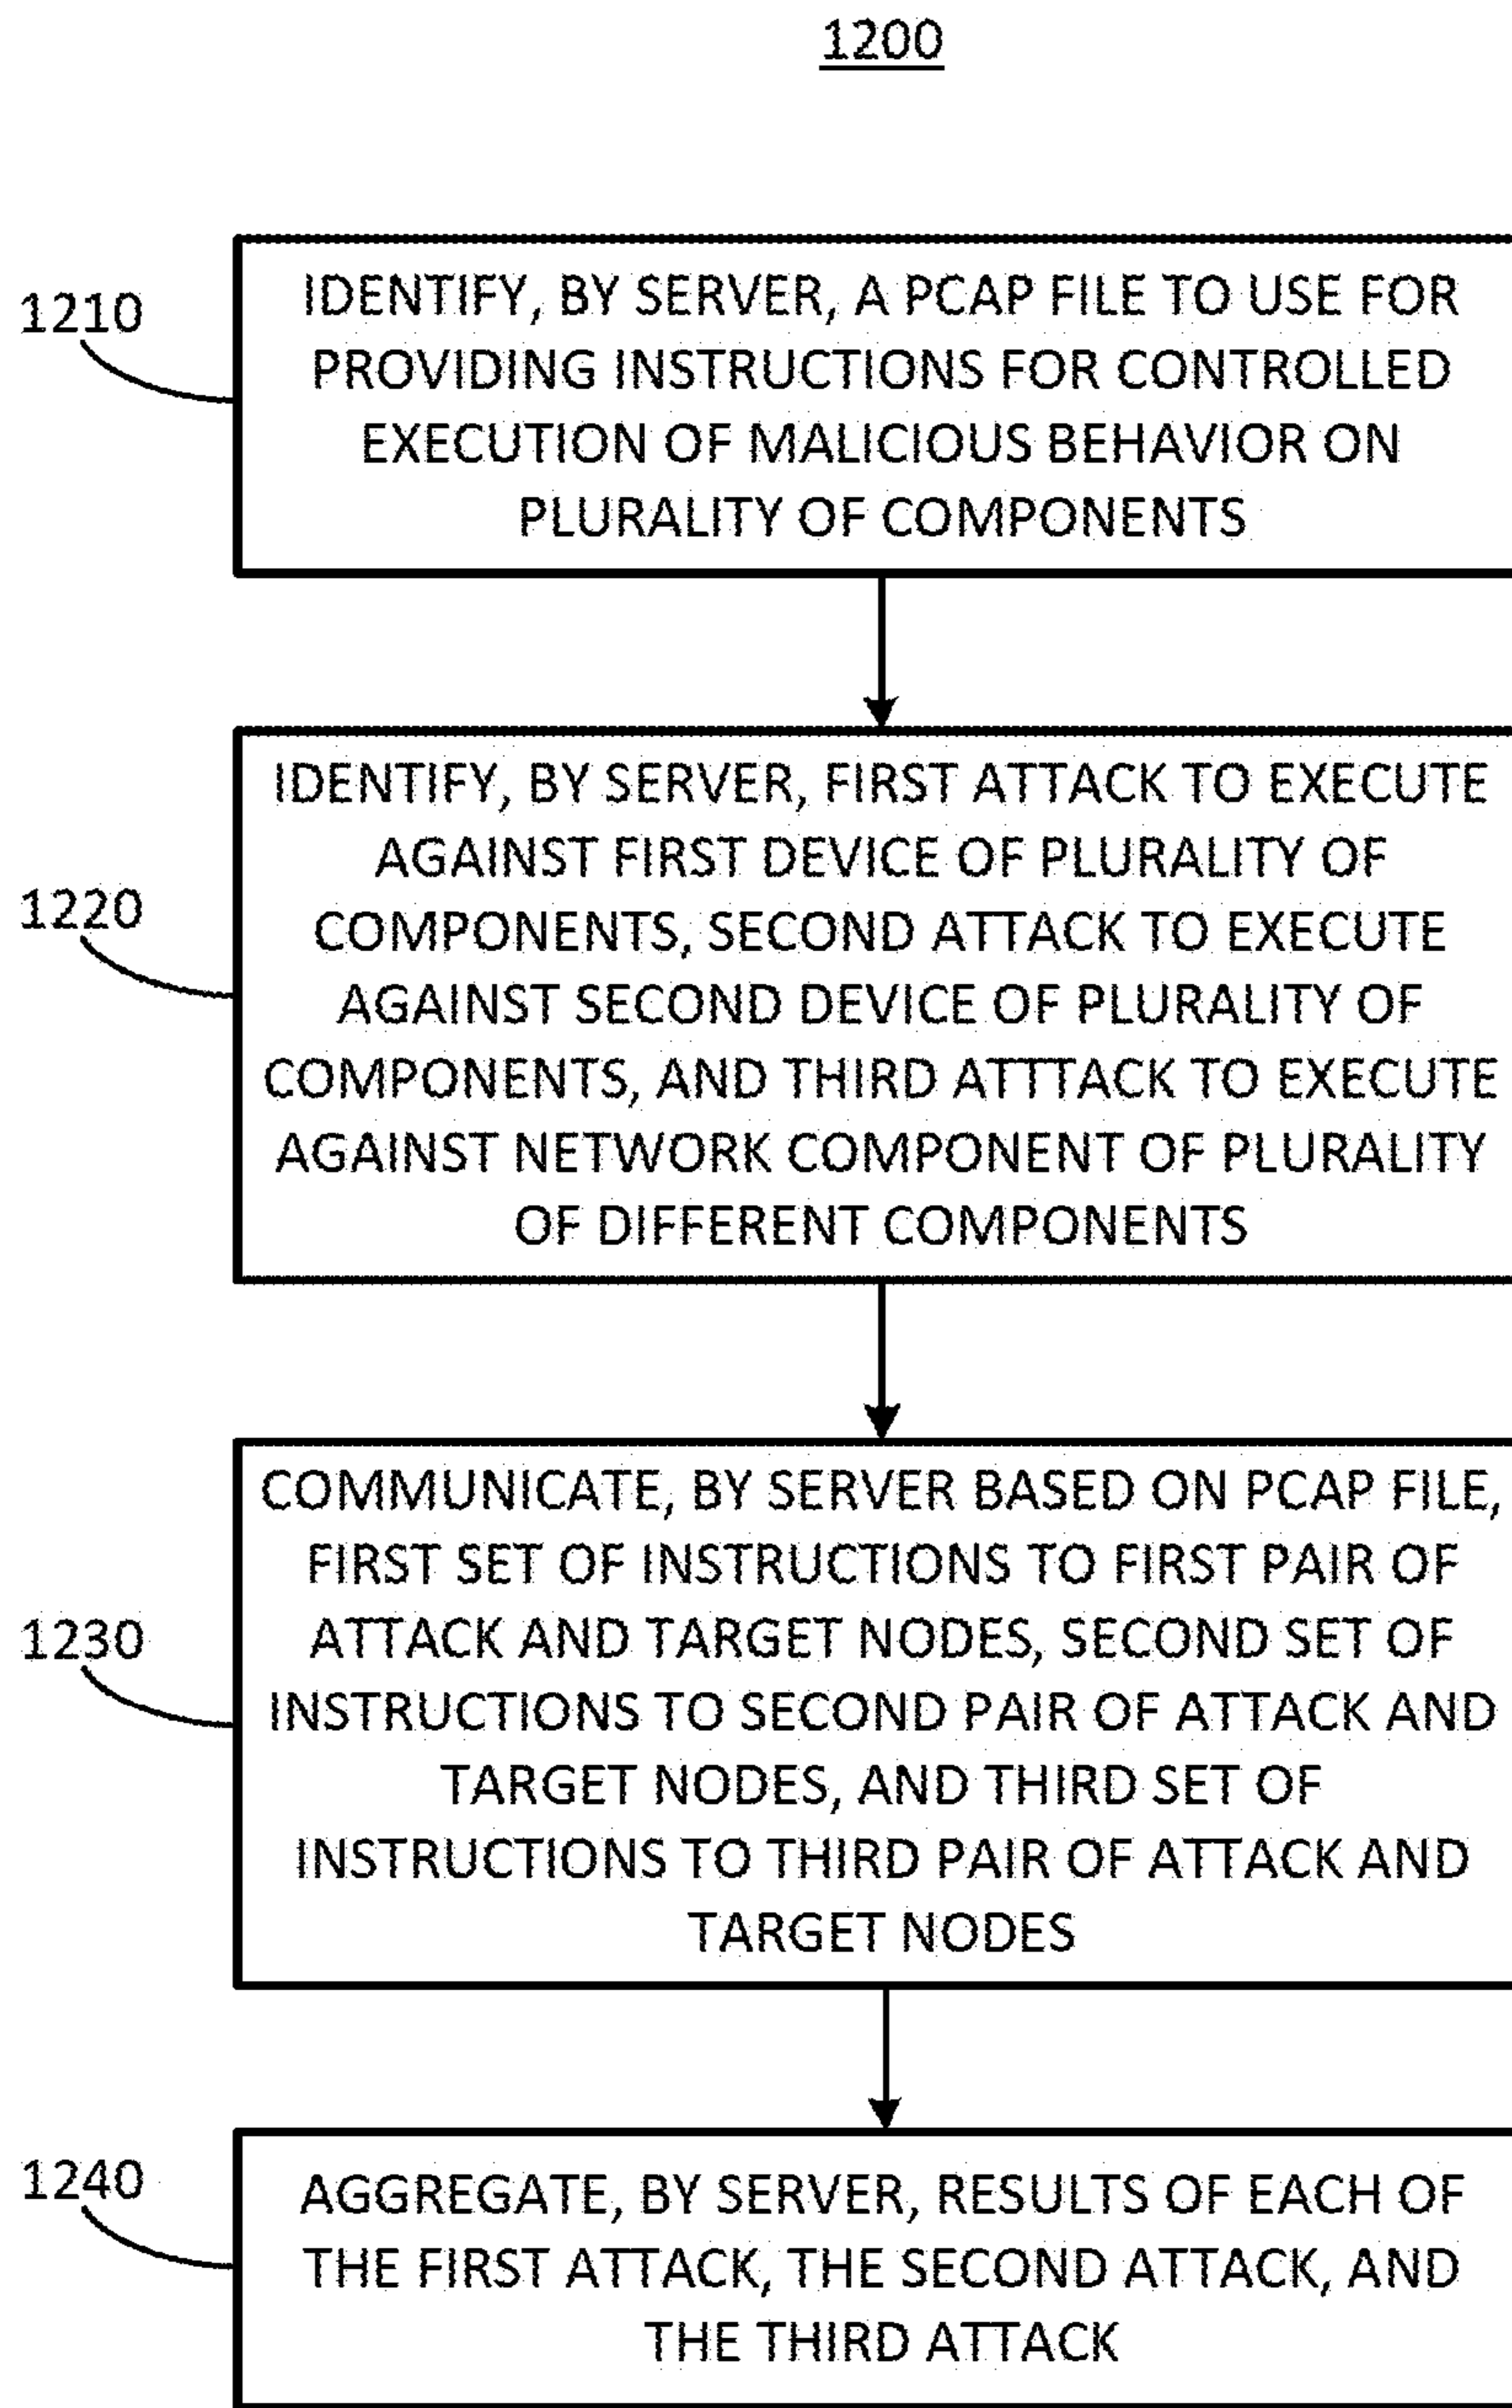 1200
1210
IDENTIFY, BY SERVER, A PCAP FILE TO USE FOR
PROVIDING INSTRUCTIONS FOR CONTROLLED
EXECUTION OF MALICIOUS BEHAVIOR ON
PLURALITY OF COMPONENTS
1220
IDENTIFY, BY SERVER, FIRST ATTACK TO EXECUTE
AGAINST FIRST DEVICE OF PLURALITY OF
COMPONENTS, SECOND ATTACK TO EXECUTE
AGAINST SECOND DEVICE OF PLURALITY OF
COMPONENTS, AND THIRD ATTTACK TO EXECUTE
AGAINST NETWORK COMPONENT OF PLURALITY
OF DIFFERENT COMPONENTS
1230
COMMUNICATE, BY SERVER BASED ON PCAP FILE,
FIRST SET OF INSTRUCTIONS TO FIRST PAIR OF
ATTACK AND TARGET NODES, SECOND SET OF
INSTRUCTIONS TO SECOND PAIR OF ATTACK AND
TARGET NODES, AND THIRD SET OF
INSTRUCTIONS TO THIRD PAIR OF ATTACK AND
TARGET NODES
1240
AGGREGATE, BY SERVER, RESULTS OF EACH OF
THE FIRST ATTACK, THE SECOND ATTACK, AND
THE THIRD ATTACK